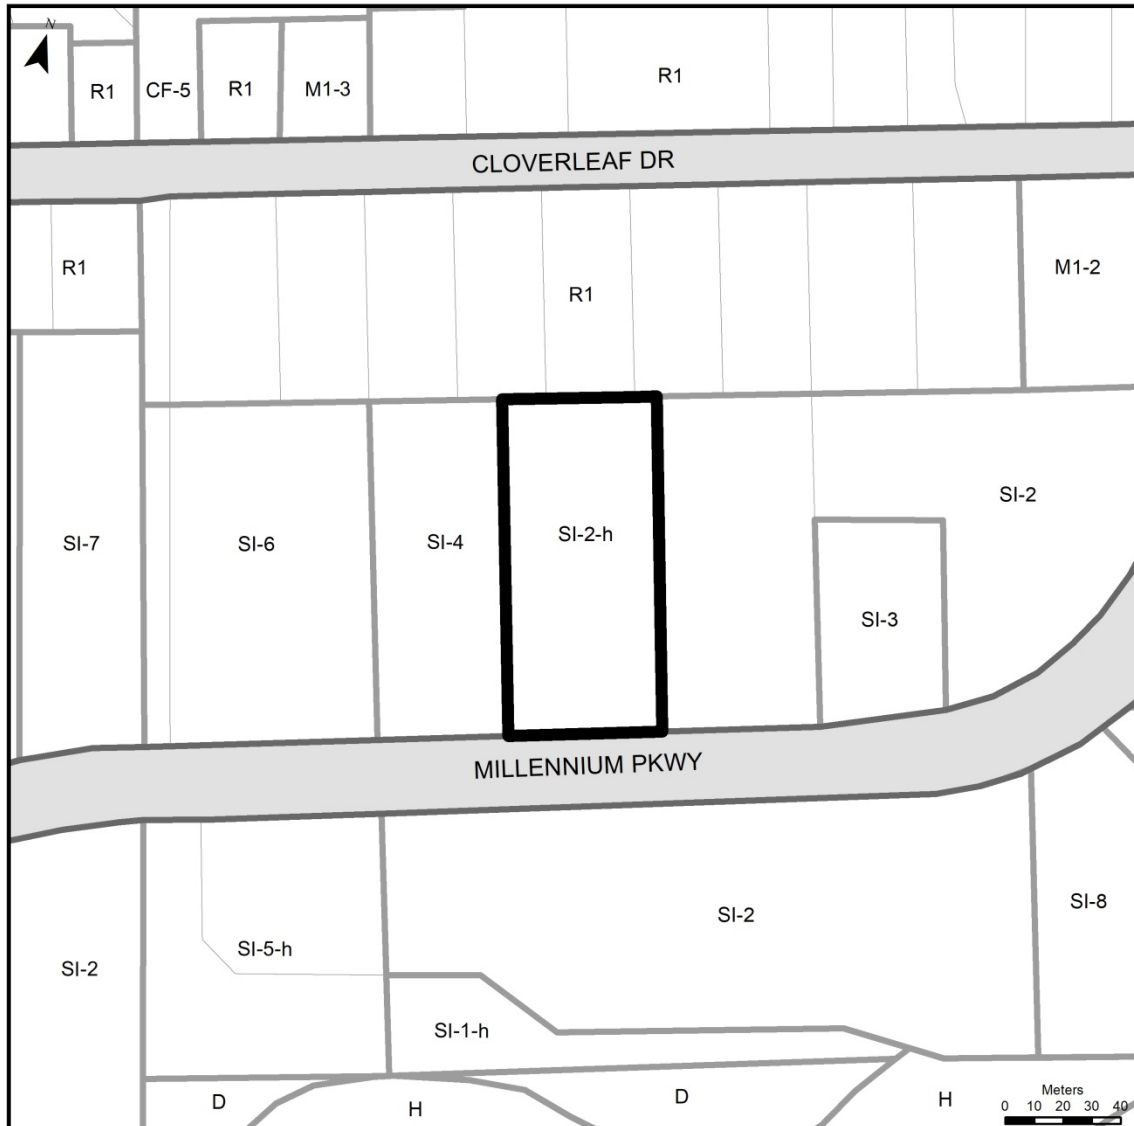 N
R1
CF-5
R1
M1-3
R1
CLOVERLEAF DR
R1
R1
M1-2
SI-7
SI-6
SI-4
SI-2-h
SI-2
SI-3
MILLENNIUM PKWY
SI-2
SI-5-h
SI-2
SI-8
SI-1-h
D
H
D
H
Meters
0 10 20 30 40